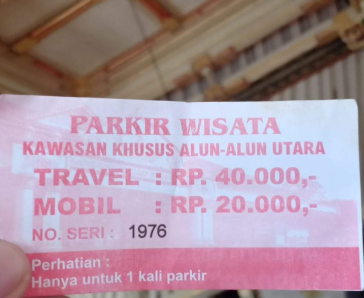 PARKIR WISATA
KAWASAN KHUSUS ALUN-ALUN UTARA
TRAVEL : RP. 40.000,-
MOBIL : RP. 20.000,-
NO. SERI : 1976
Perhatian :
Hanya untuk 1 kali parkir